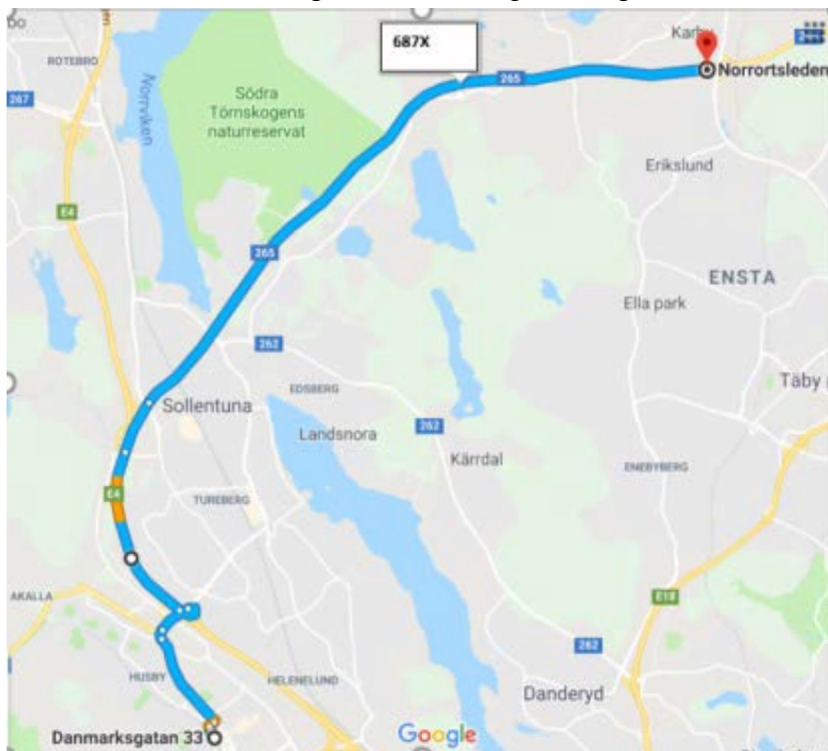 687X
Karby
Norrortsleden
265
ROTEBRO
267
Norrviken
Södra
Törnskogens
naturreservat
Erikslund
E4
265
ENSTA
Ella park
262
EDSBERG
Täby
Sollentuna
Landsnora
262
Kärrdal
ENEBYBERG
E4
TUREBERG
AKALLA
E18
HUSBY
HELENELUND
262
Danderyd
Danmarksgatan 33
Google